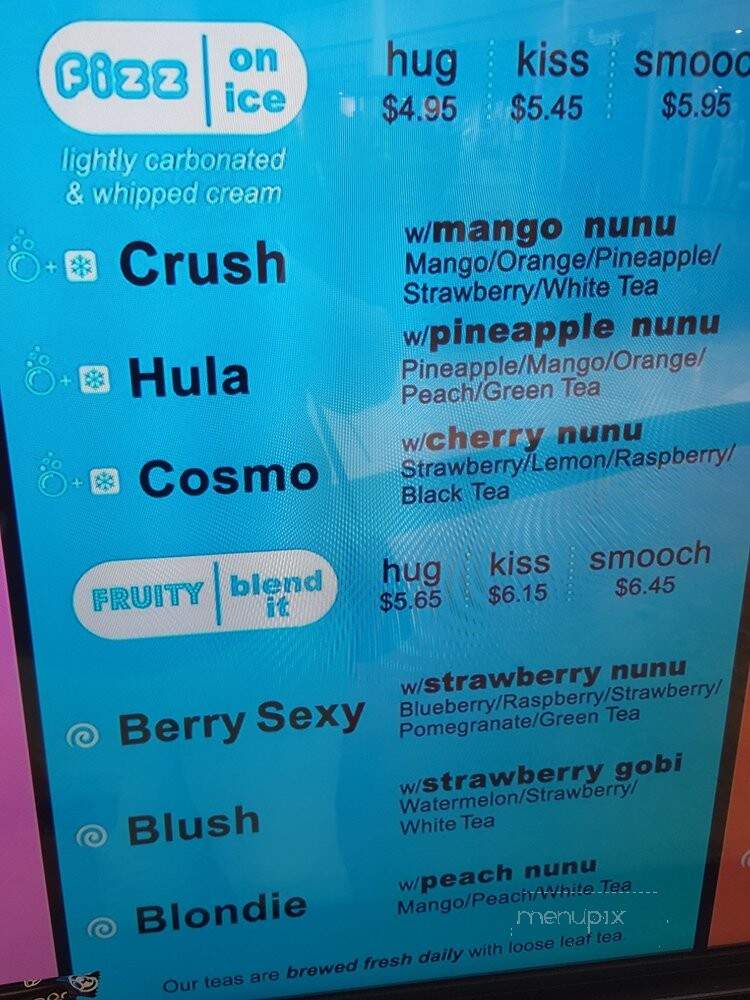 Fizz on ice
hug kiss smooc
$4.95 $5.45 $5.95
lightly carbonated
& whipped cream
Crush
w/mango nunu
Mango/Orange/Pineapple/
Strawberry/White Tea
Hula
w/pineapple nunu
Pineapple/Mango/Orange/
Peach/Green Tea
Cosmo
w/cherry nunu
Strawberry/Lemon/Raspberry/
Black Tea
FRUITY blend it
hug kiss smooch
$5.65 $6.15 $6.45
Berry Sexy
w/strawberry nunu
Blueberry/Raspberry/Strawberry/
Pomegranate/Green Tea
Blush
w/strawberry gobi
Watermelon/Strawberry/
White Tea
Blondie
w/peach nunu
Mango/Peach/White Tea
menupix
Our teas are brewed fresh daily with loose leaf tea.